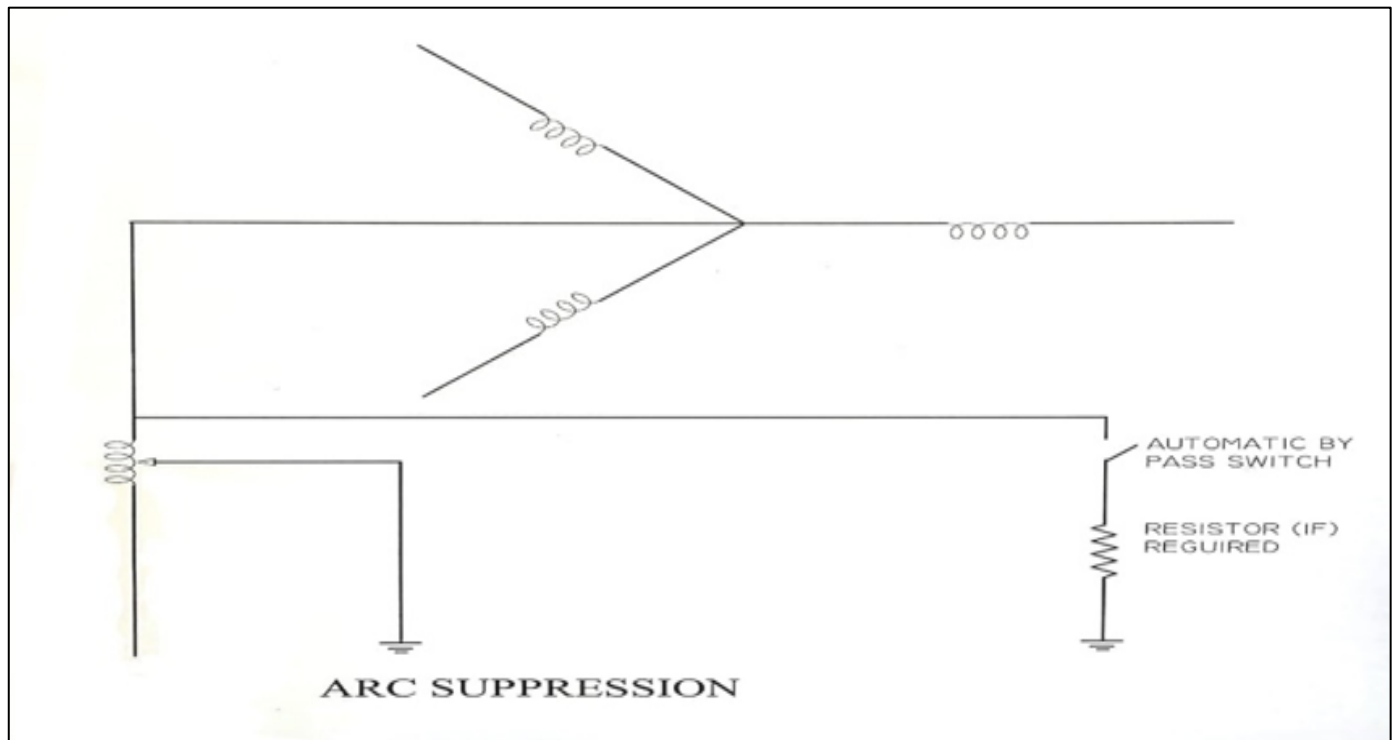 AUTOMATIC BY
PASS SWITCH
RESISTOR (IF)
REGUIRED
ARC SUPPRESSION